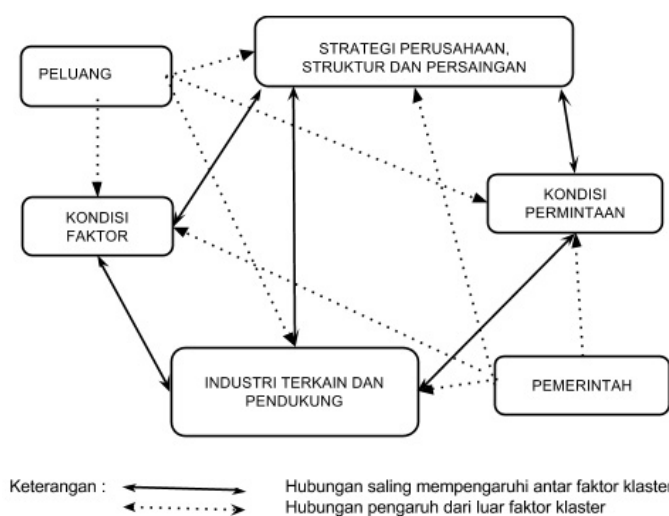 STRATEGI PERUSAHAAN,
STRUKTUR DAN PERSAINGAN
PELUANG
KONDISI
FAKTOR
KONDISI
PERMINTAAN
INDUSTRI TERKAIN DAN
PENDUKUNG
PEMERINTAH
Keterangan : Hubungan saling mempengaruhi antar faktor klaster
Hubungan pengaruh dari luar faktor klaster